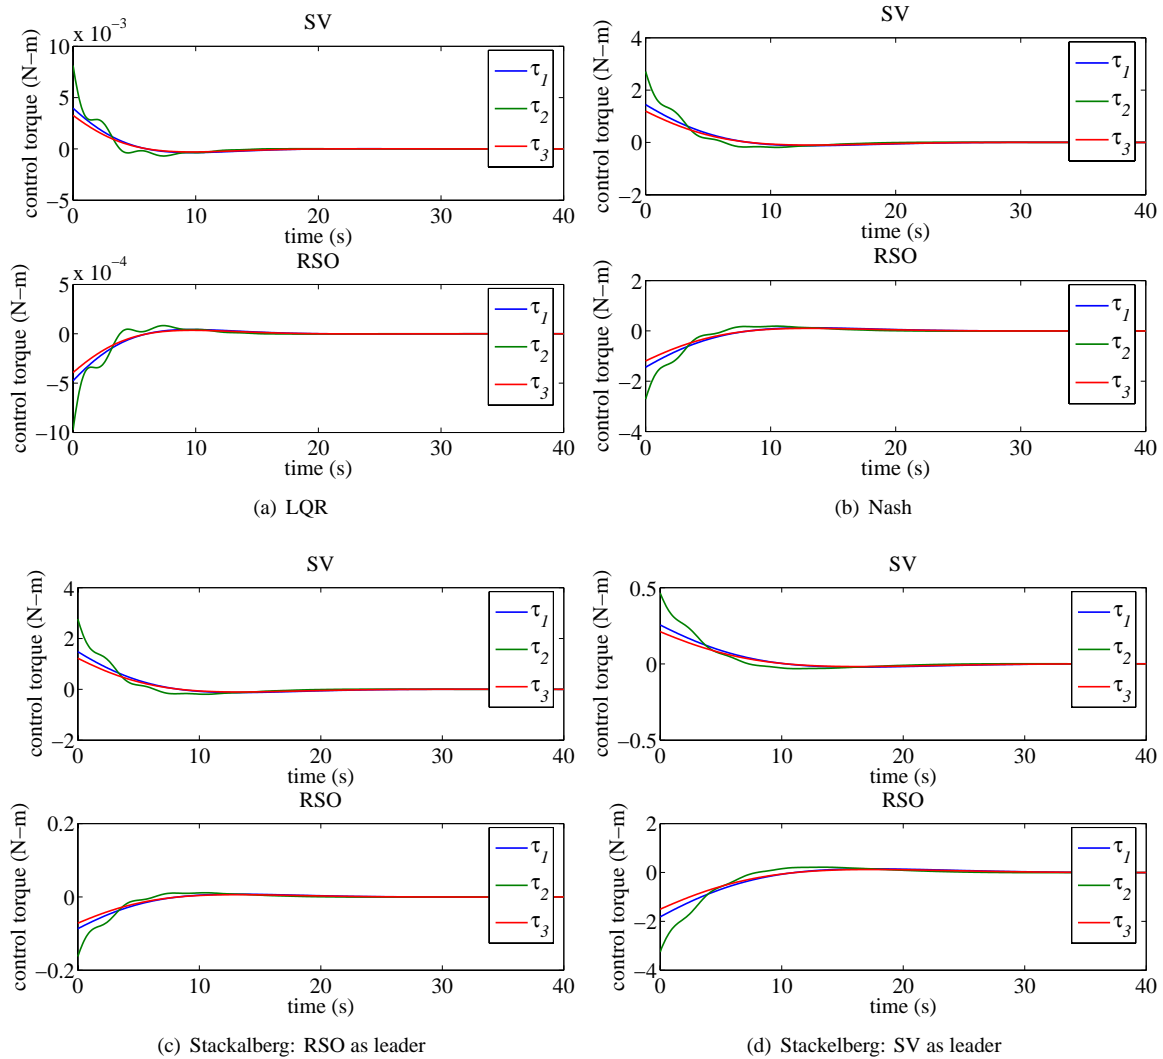 SV
x 10−3
control torque (N−m)
10
5
0
−5
0 10 20 30 40
time (s)
τ1
τ2
τ3
RSO
x 10−4
control torque (N−m)
5
0
−5
−10
0 10 20 30 40
time (s)
τ1
τ2
τ3
(a) LQR
SV
control torque (N−m)
4
2
0
−2
0 10 20 30 40
time (s)
τ1
τ2
τ3
RSO
control torque (N−m)
2
0
−2
−4
0 10 20 30 40
time (s)
τ1
τ2
τ3
(b) Nash
SV
control torque (N−m)
4
2
0
−2
0 10 20 30 40
time (s)
τ1
τ2
τ3
RSO
control torque (N−m)
0.2
0
−0.2
0 10 20 30 40
time (s)
τ1
τ2
τ3
(c) Stackalberg: RSO as leader
SV
control torque (N−m)
0.5
0
−0.5
0 10 20 30 40
time (s)
τ1
τ2
τ3
RSO
control torque (N−m)
2
0
−2
−4
0 10 20 30 40
time (s)
τ1
τ2
τ3
(d) Stackelberg: SV as leader